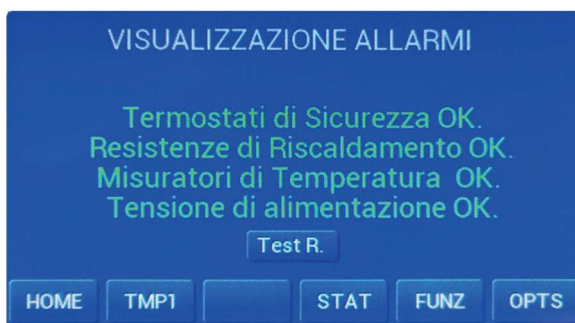 VISUALIZZAZIONE ALLARMI
Termostati di Sicurezza OK.
Resistenze di Riscaldamento OK.
Misuratori di Temperatura OK.
Tensione di alimentazione OK.
Test R.
HOME TMP1 STAT FUNZ OPTS